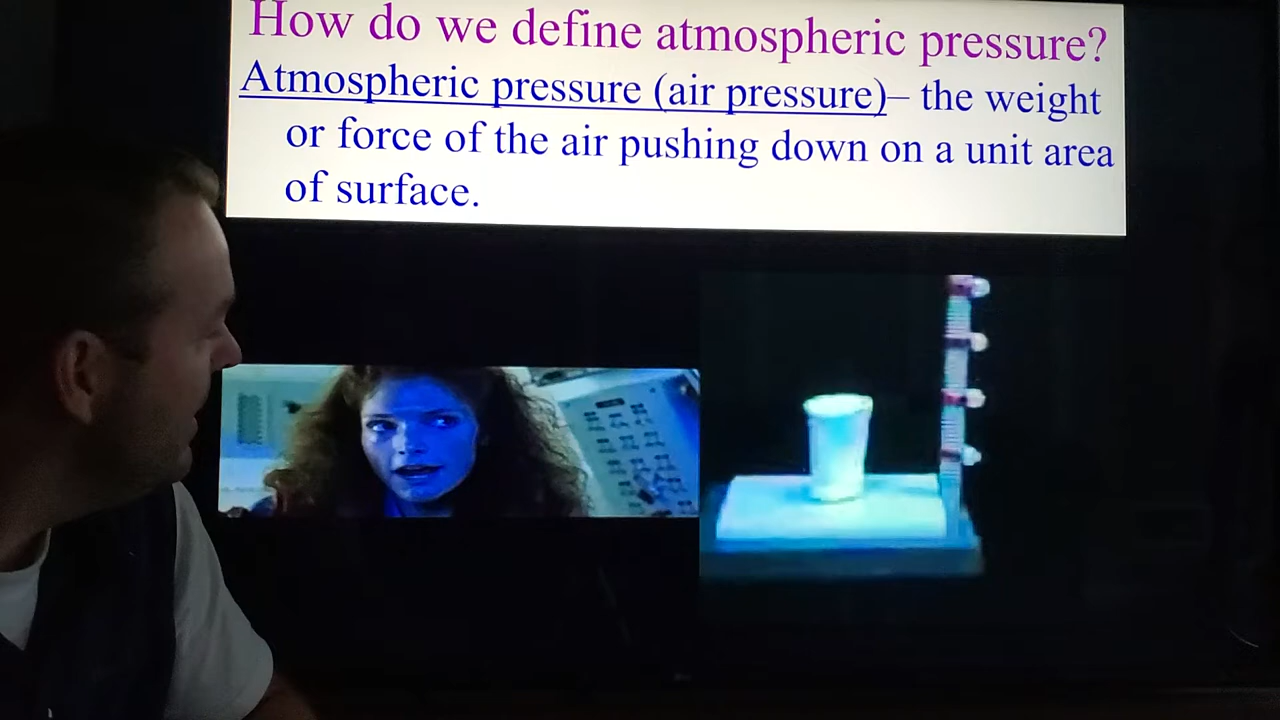 How do we define atmospheric pressure?
Atmospheric pressure (air pressure)– the weight
or force of the air pushing down on a unit area
of surface.